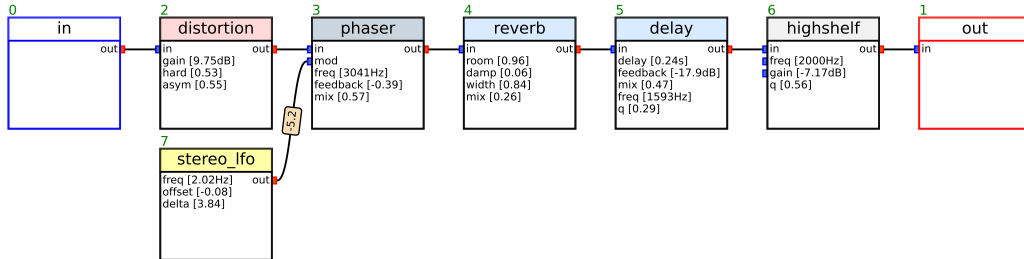 0
in
out
2
distortion
in
out
gain [9.75dB]
hard [0.53]
asym [0.55]
3
phaser
in
out
mod
freq [3041Hz]
feedback [-0.39]
mix [0.57]
4
reverb
in
out
room [0.96]
damp [0.06]
width [0.84]
mix [0.26]
5
delay
in
out
delay [0.24s]
feedback [-17.9dB]
mix [0.47]
freq [1593Hz]
q [0.29]
6
highshelf
in
out
freq [2000Hz]
gain [-7.17dB]
q [0.56]
1
out
in
-5.2
7
stereo_lfo
freq [2.02Hz]
out
offset [-0.08]
delta [3.84]